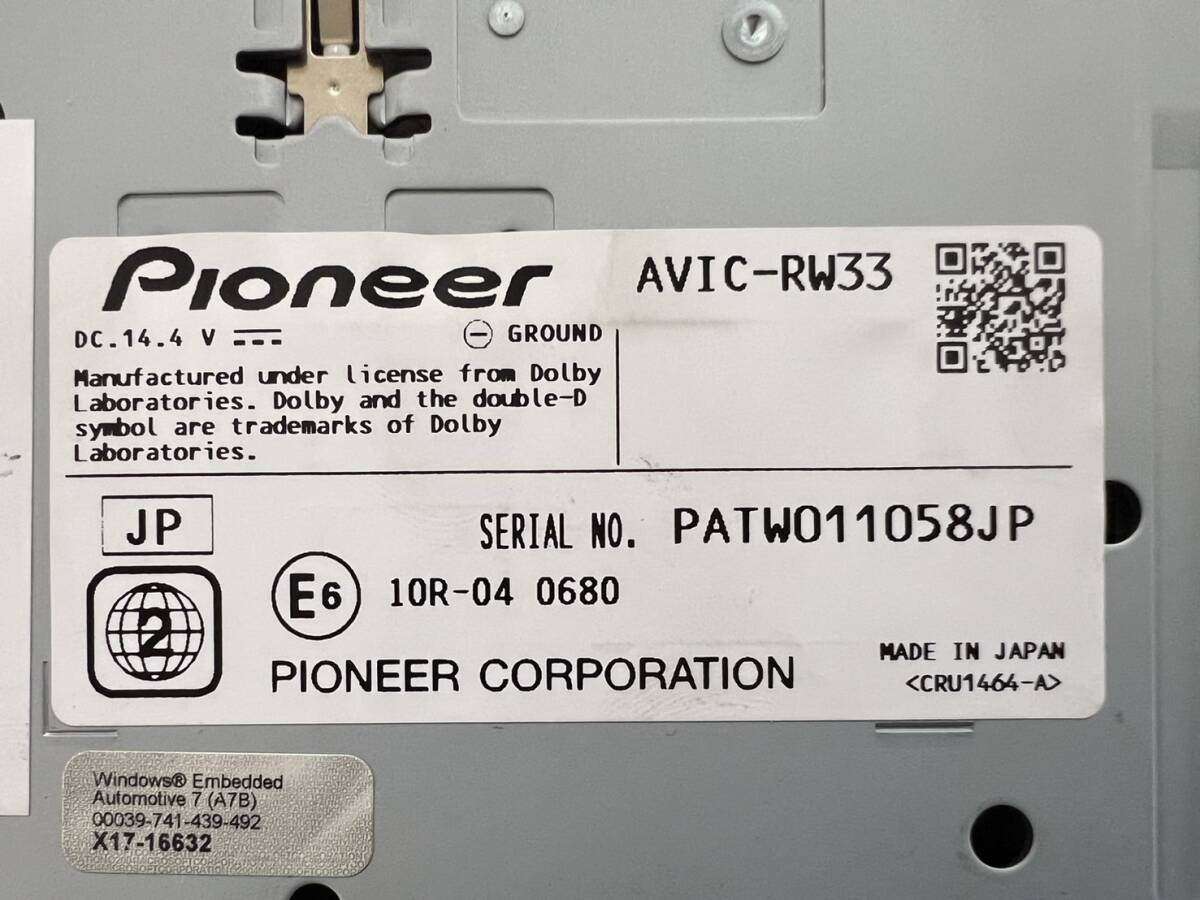 Pioneer
AVIC-RW33
DC.14.4 V
GROUND
Manufactured under license from Dolby
Laboratories. Dolby and the double-D
symbol are trademarks of Dolby
Laboratories.
JP
SERIAL NO. PATW011058JP
2
E6
10R-04 0680
PIONEER CORPORATION
MADE IN JAPAN
<CRU1464-A>
Windows® Embedded
Automotive 7 (A7B)
00039-741-439-492
X17-16632